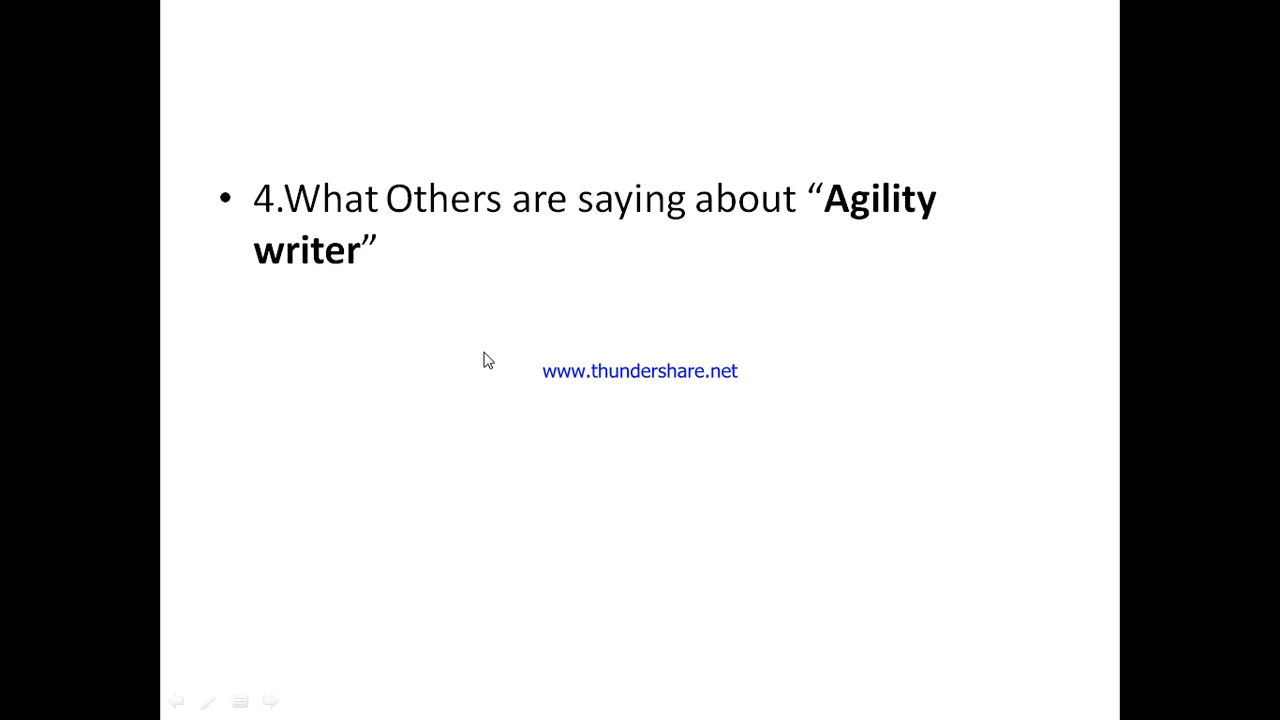 • 4.What Others are saying about “Agility
writer”
www.thundershare.net